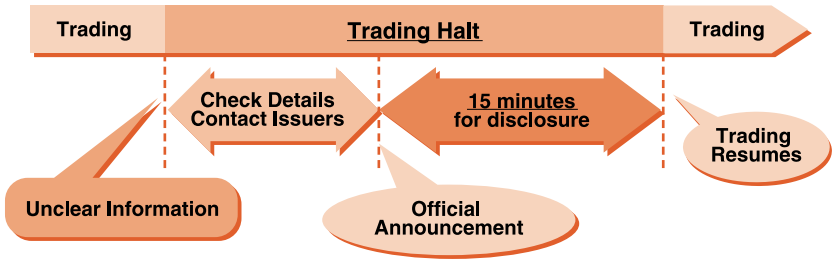 Trading
Trading Halt
Trading
Check Details
Contact Issuers
15 minutes
for disclosure
Trading
Resumes
Unclear Information
Official
Announcement